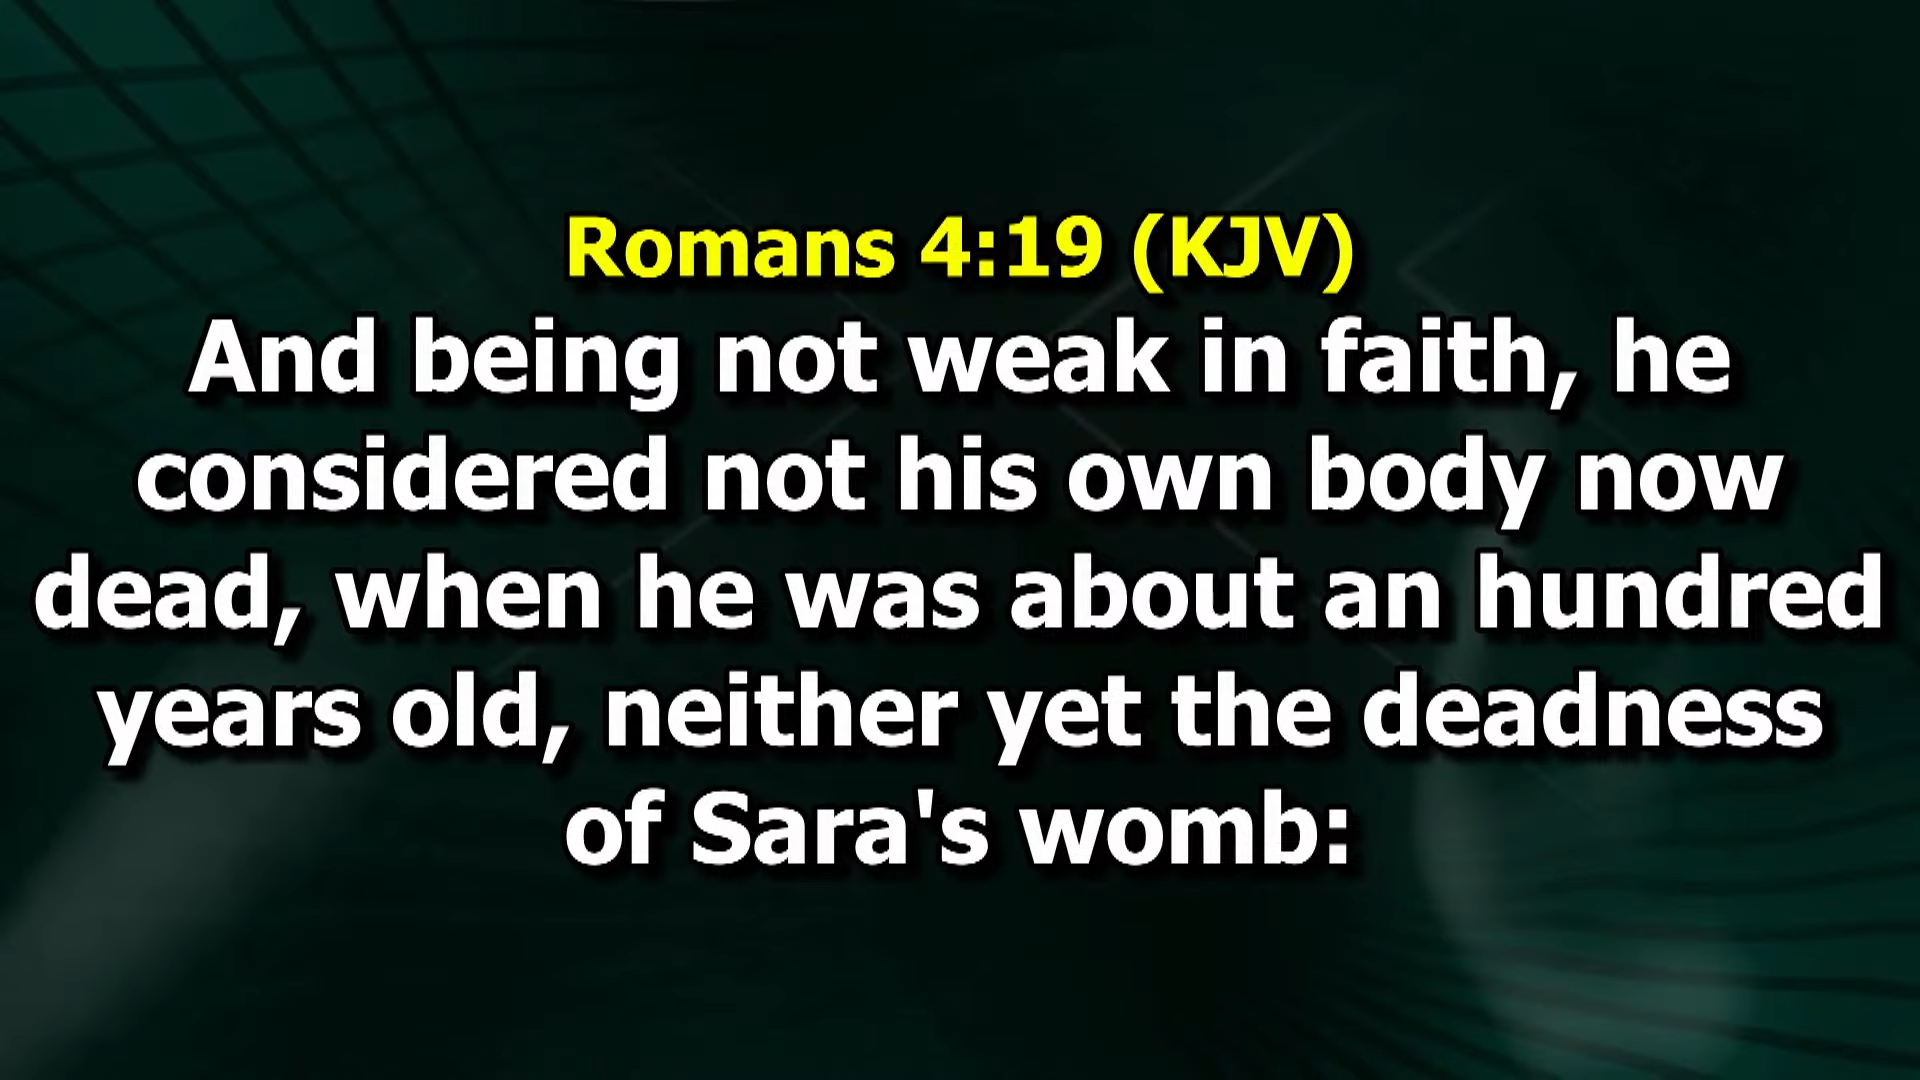 Romans 4:19 (KJV)
And being not weak in faith, he
considered not his own body now
dead, when he was about an hundred
years old, neither yet the deadness
of Sara's womb: